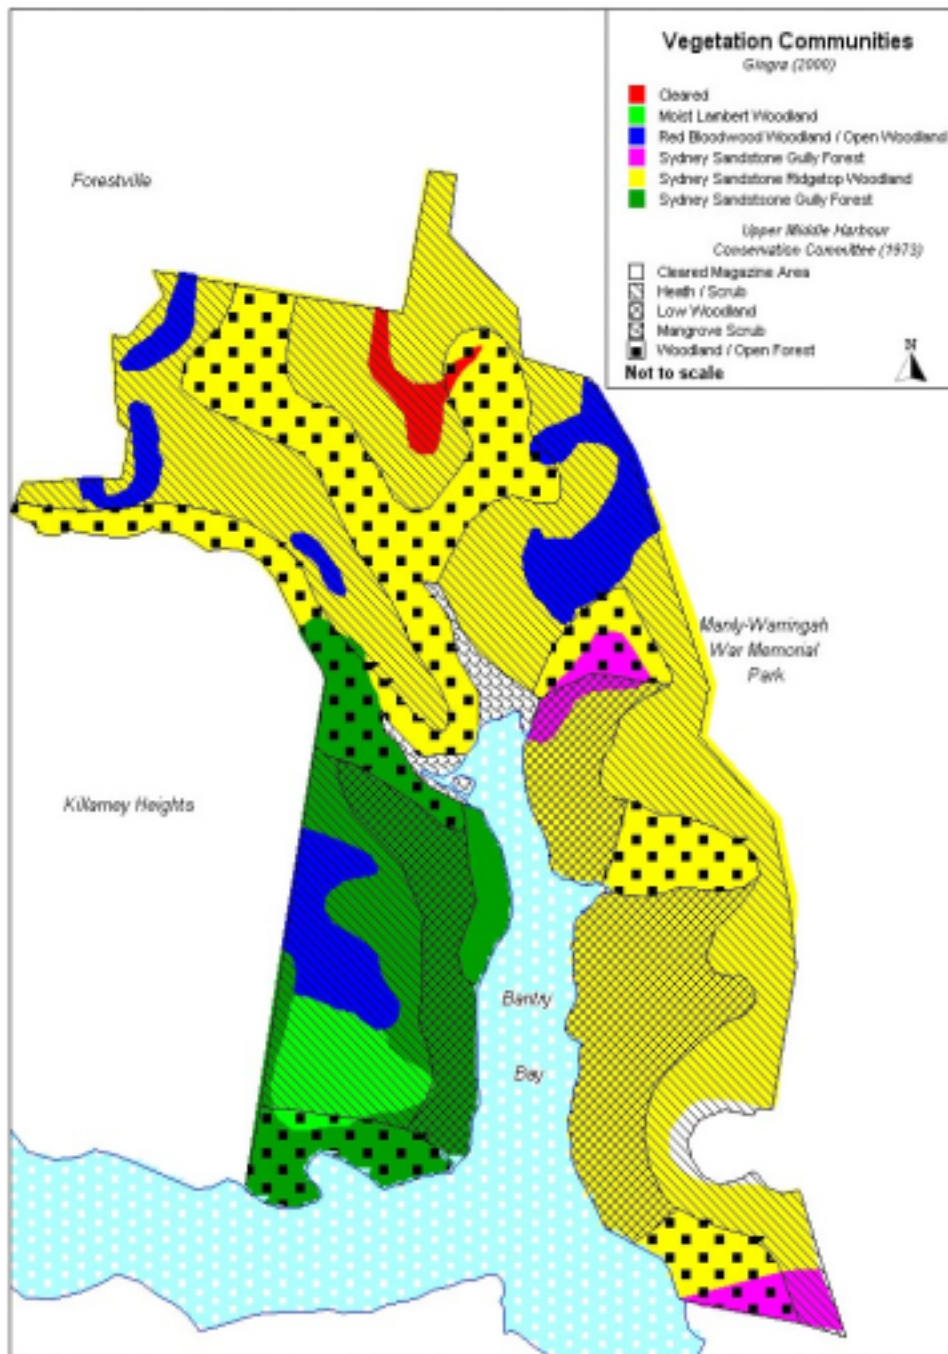 Vegetation Communities
Gingra (2000)
Cleared
Moist Lambert Woodland
Red Bloodwood Woodland / Open Woodland
Sydney Sandstone Gully Forest
Sydney Sandstone Ridgetop Woodland
Sydney Sandstsone Gully Forest
Upper Middle Harbour
Conservation Committee (1973)
Cleared Magazine Area
Heath / Scrub
Low Woodland
Mangrove Scrub
Woodland / Open Forest
Not to scale
N
Forestville
Manly-Warringah
War Memorial
Park
Killarney Heights
Bantry
Bay